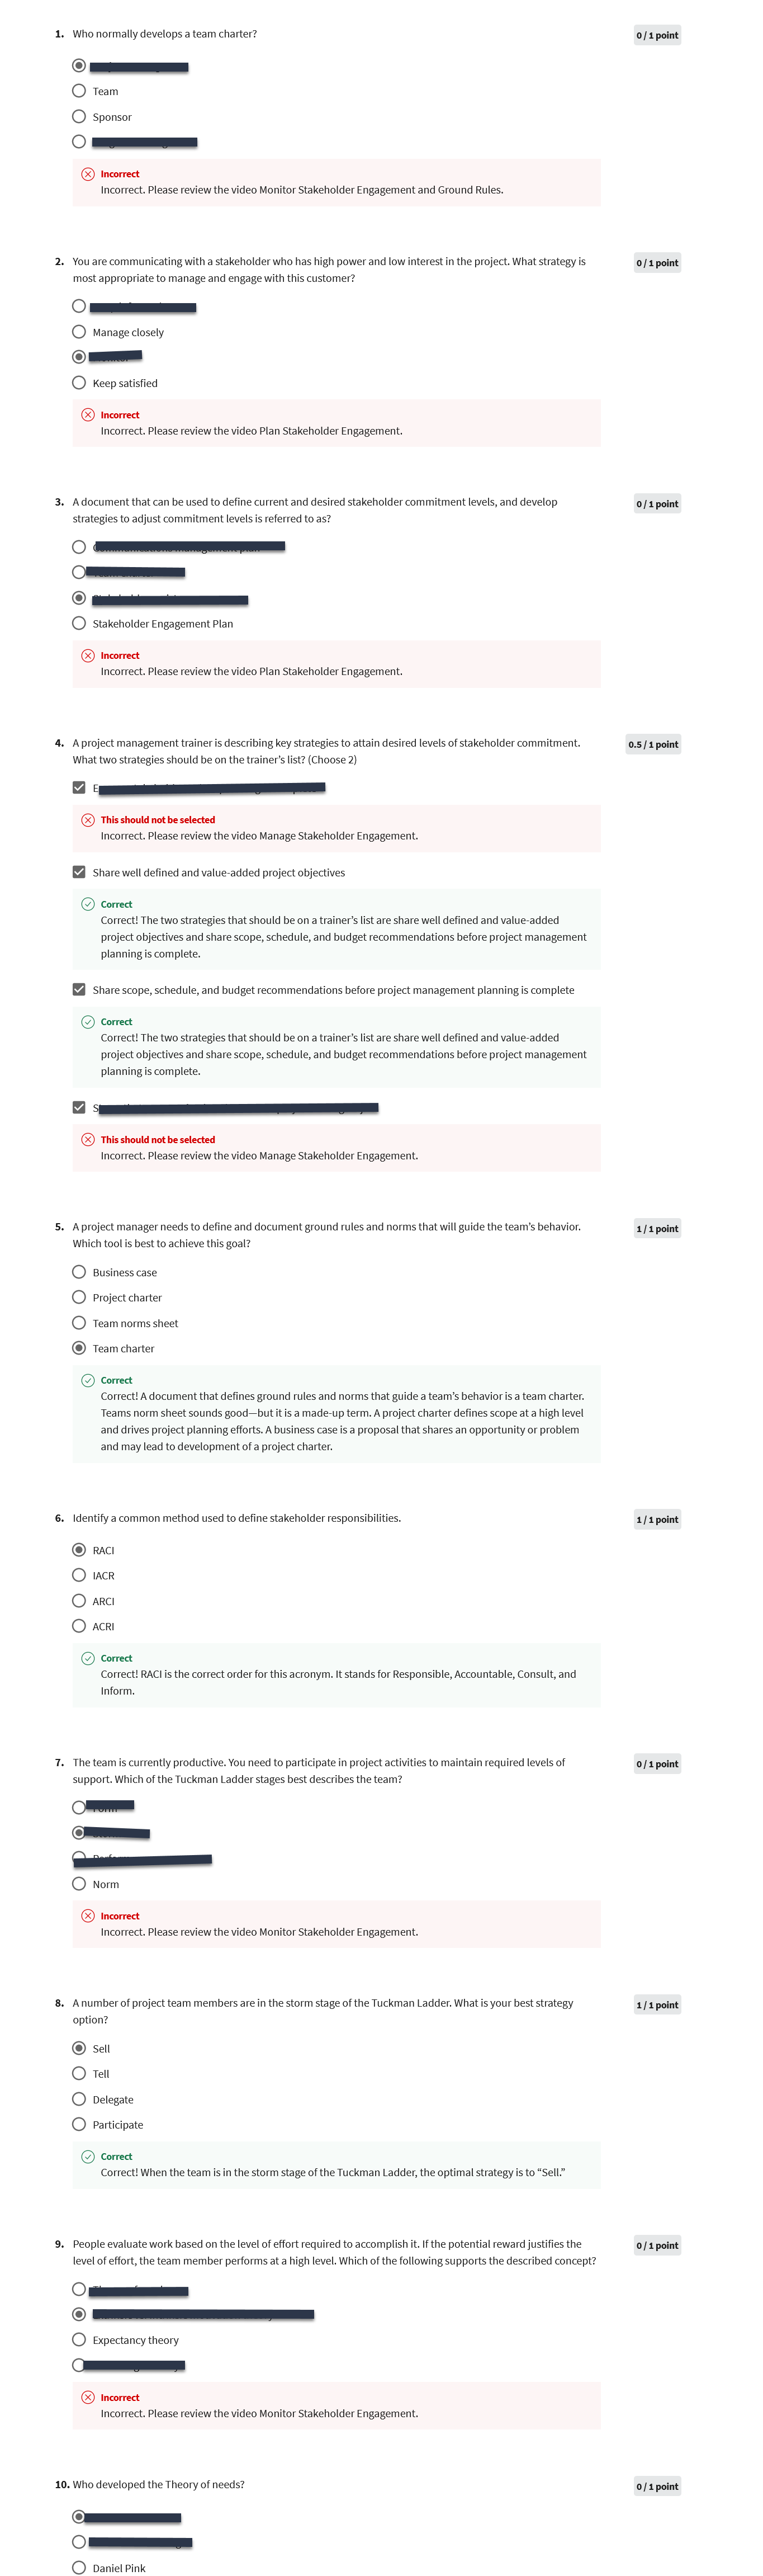 1. Who normally develops a team charter?
0 / 1 point
Team
Sponsor
Incorrect
Incorrect. Please review the video Monitor Stakeholder Engagement and Ground Rules.
2. You are communicating with a stakeholder who has high power and low interest in the project. What strategy is
most appropriate to manage and engage with this customer?
0 / 1 point
Manage closely
Keep satisfied
Incorrect
Incorrect. Please review the video Plan Stakeholder Engagement.
3. A document that can be used to define current and desired stakeholder commitment levels, and develop
strategies to adjust commitment levels is referred to as?
0 / 1 point
Stakeholder Engagement Plan
Incorrect
Incorrect. Please review the video Plan Stakeholder Engagement.
4. A project management trainer is describing key strategies to attain desired levels of stakeholder commitment.
What two strategies should be on the trainer's list? (Choose 2)
0.5 / 1 point
This should not be selected
Incorrect. Please review the video Manage Stakeholder Engagement.
Share well defined and value-added project objectives
Correct
Correct! The two strategies that should be on a trainer's list are share well defined and value-added
project objectives and share scope, schedule, and budget recommendations before project management
planning is complete.
Share scope, schedule, and budget recommendations before project management planning is complete
Correct
Correct! The two strategies that should be on a trainer's list are share well defined and value-added
project objectives and share scope, schedule, and budget recommendations before project management
planning is complete.
This should not be selected
Incorrect. Please review the video Manage Stakeholder Engagement.
5. A project manager needs to define and document ground rules and norms that will guide the team's behavior.
Which tool is best to achieve this goal?
1 / 1 point
Business case
Project charter
Team norms sheet
Team charter
Correct
Correct! A document that defines ground rules and norms that guide a team's behavior is a team charter.
Teams norm sheet sounds good—but it is a made-up term. A project charter defines scope at a high level
and drives project planning efforts. A business case is a proposal that shares an opportunity or problem
and may lead to development of a project charter.
6. Identify a common method used to define stakeholder responsibilities.
1 / 1 point
RACI
IACR
ARCI
ACRI
Correct
Correct! RACI is the correct order for this acronym. It stands for Responsible, Accountable, Consult, and
Inform.
7. The team is currently productive. You need to participate in project activities to maintain required levels of
support. Which of the Tuckman Ladder stages best describes the team?
0 / 1 point
Norm
Incorrect
Incorrect. Please review the video Monitor Stakeholder Engagement.
8. A number of project team members are in the storm stage of the Tuckman Ladder. What is your best strategy
option?
1 / 1 point
Sell
Tell
Delegate
Participate
Correct
Correct! When the team is in the storm stage of the Tuckman Ladder, the optimal strategy is to “Sell.”
9. People evaluate work based on the level of effort required to accomplish it. If the potential reward justifies the
level of effort, the team member performs at a high level. Which of the following supports the described concept?
0 / 1 point
Expectancy theory
Incorrect
Incorrect. Please review the video Monitor Stakeholder Engagement.
10. Who developed the Theory of needs?
0 / 1 point
Daniel Pink